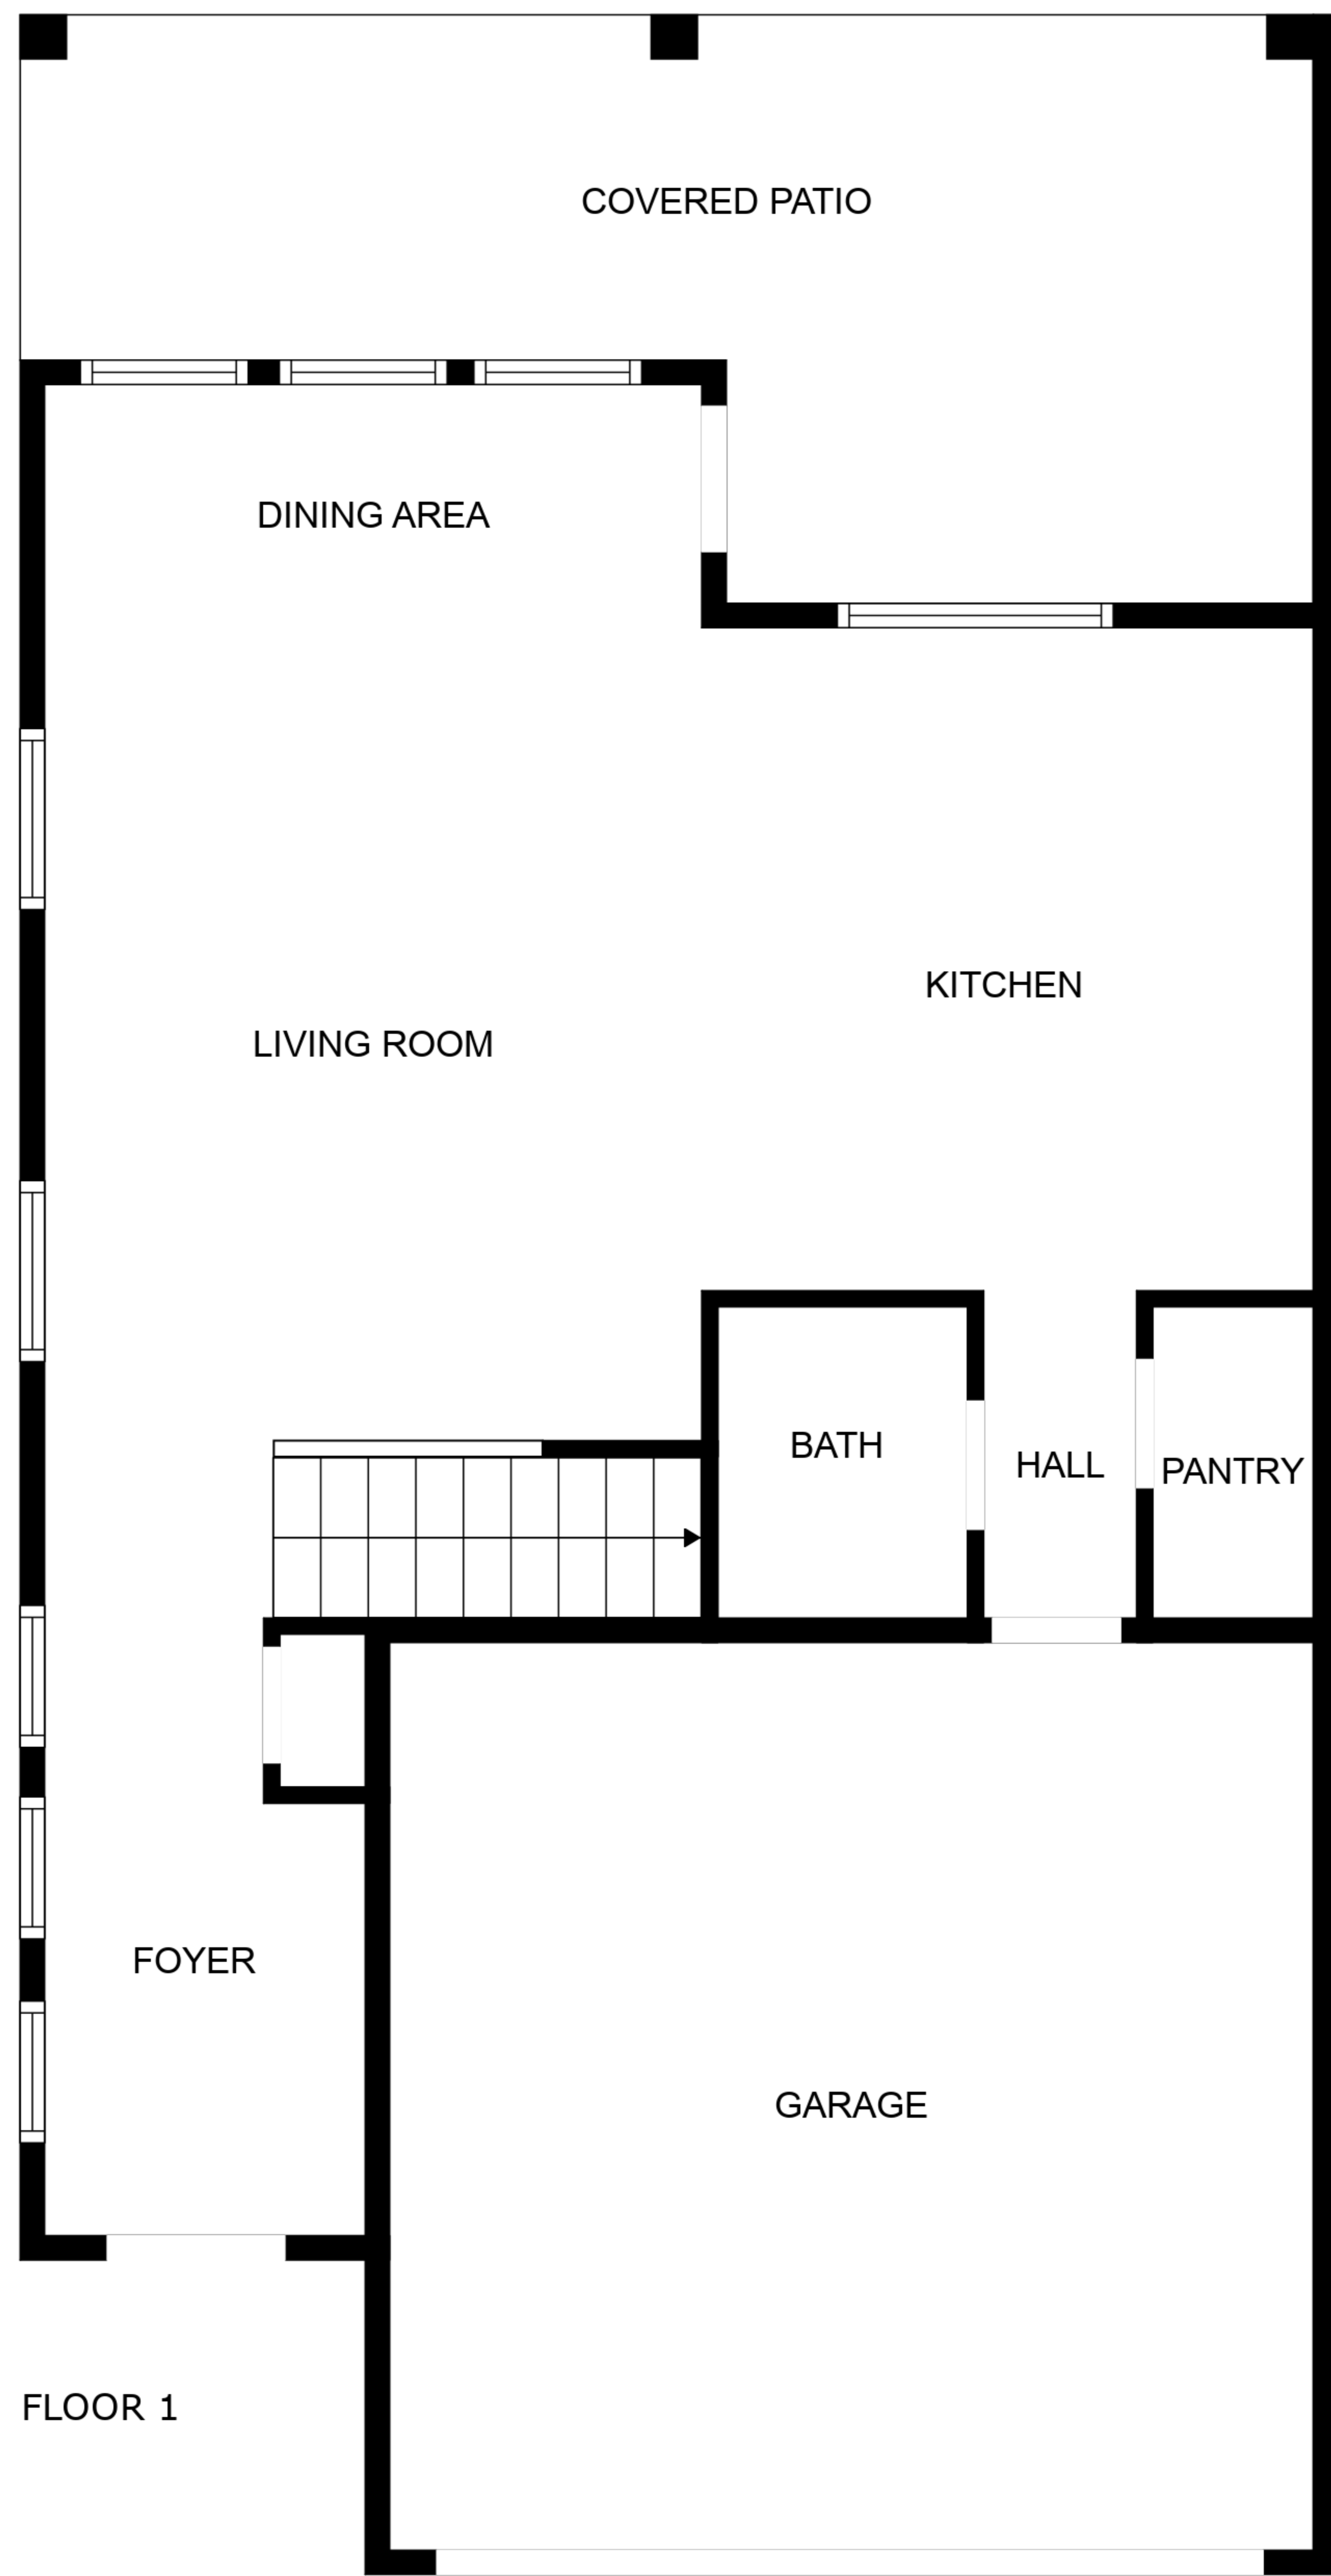 COVERED PATIO
DINING AREA
KITCHEN
LIVING ROOM
BATH
HALL
PANTRY
FOYER
GARAGE
FLOOR 1